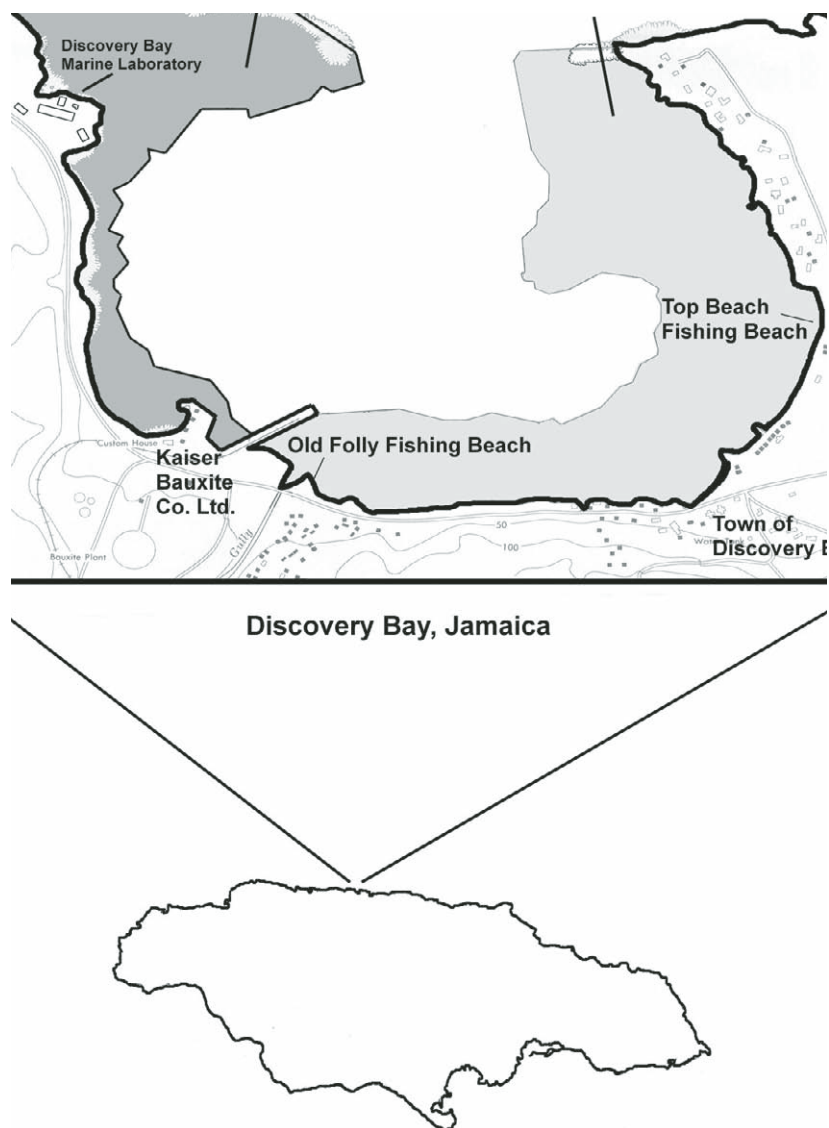 Discovery Bay
Marine Laboratory
Top Beach
Fishing Beach
Custom House
Kaiser
Bauxite
Co. Ltd.
Old Folly Fishing Beach
Bauxite Plant
Gully
50
100
Town of
Discovery
Discovery Bay, Jamaica